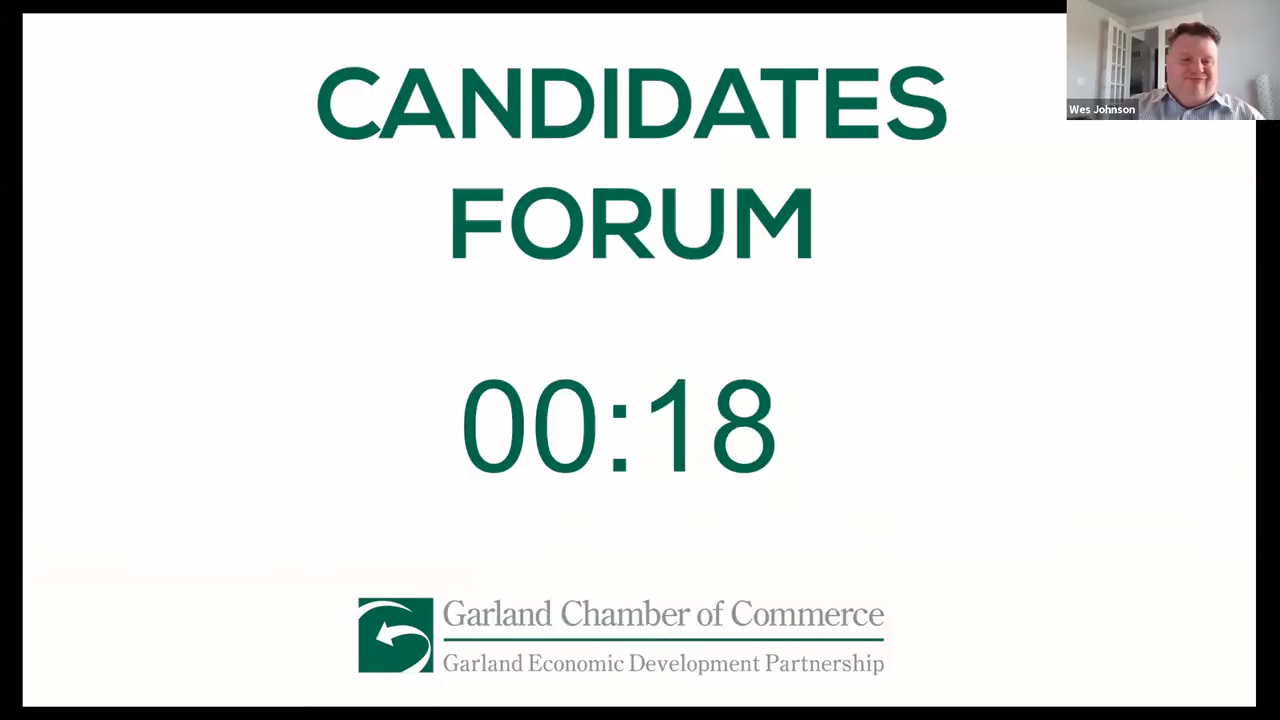 CANDIDATES
FORUM
Wes Johnson
00:18
Garland Chamber of Commerce
Garland Economic Development Partnership